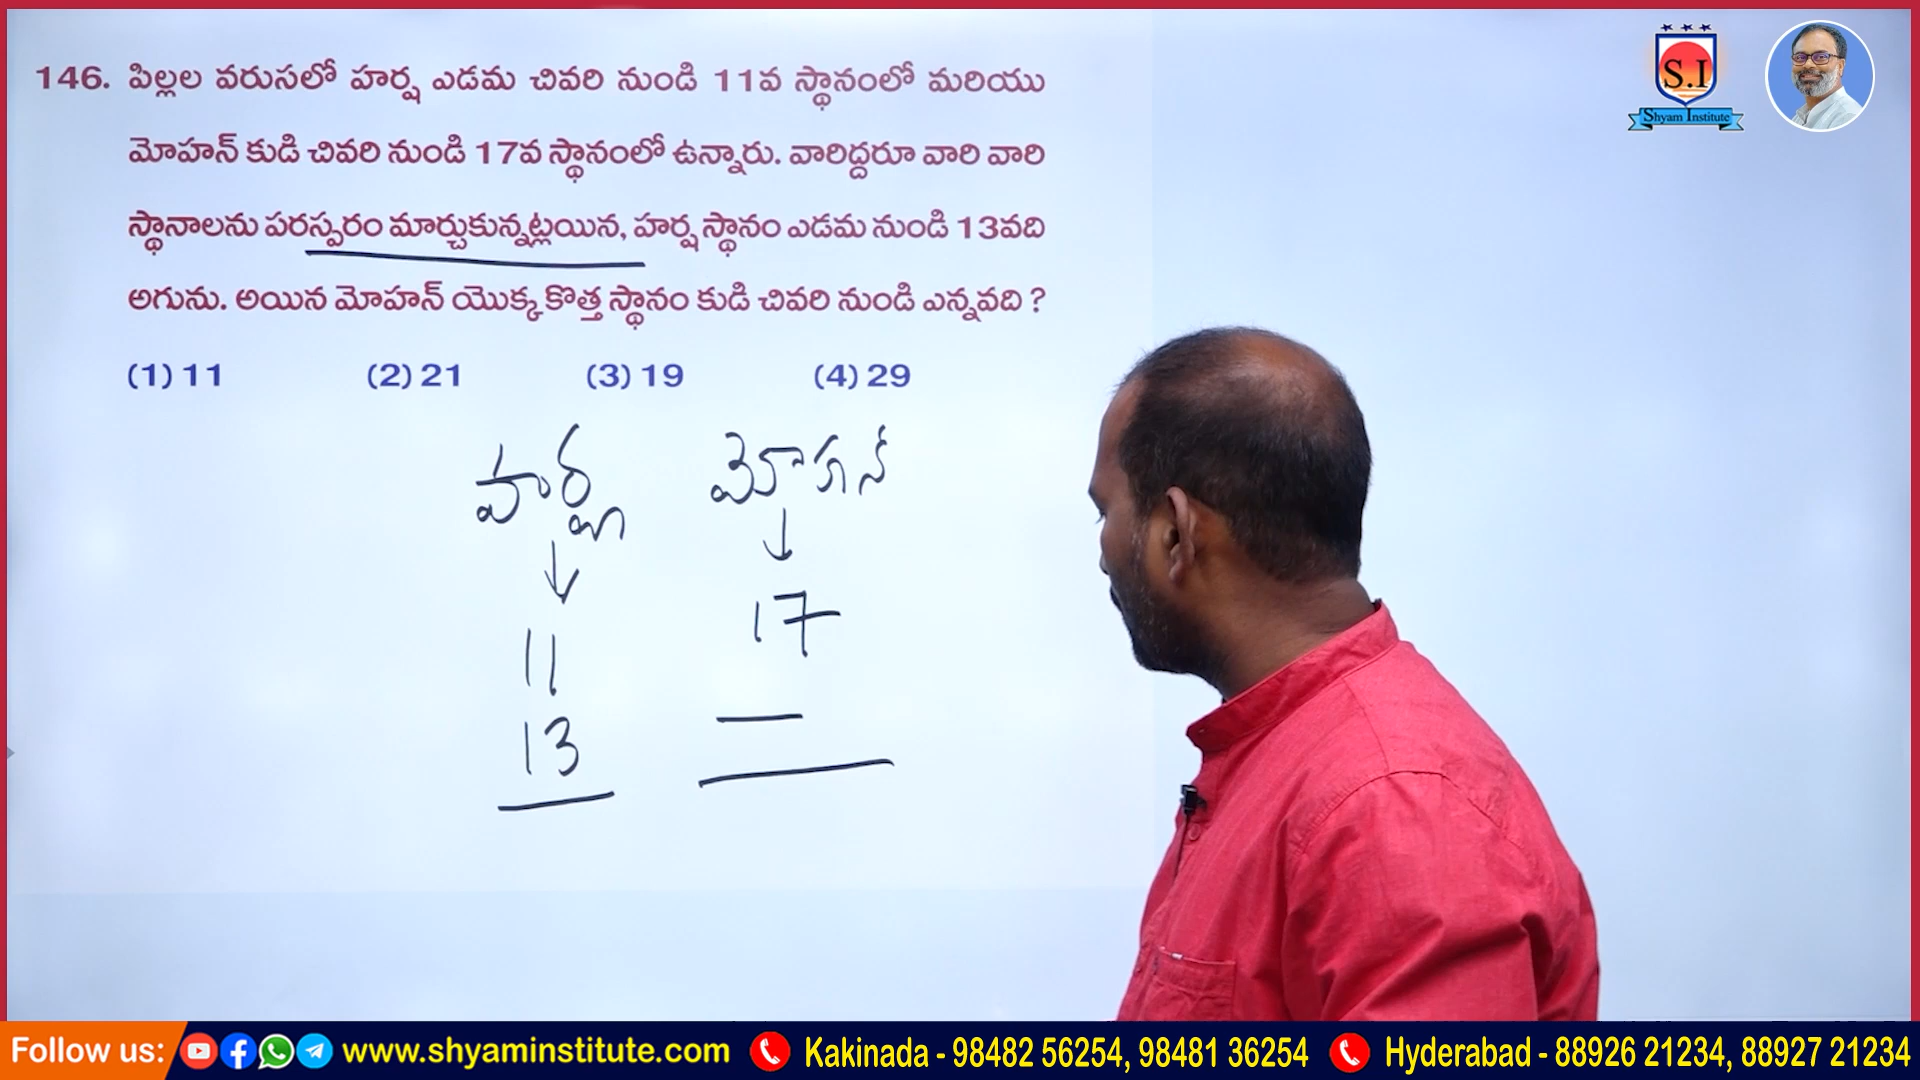 146. పిల్లల వరుసలో హర్ష ఎడమ చివరి నుండి 11వ స్థానంలో మరియు
మోహన్ కుడి చివరి నుండి 17వ స్థానంలో ఉన్నారు. వారిద్దరూ వారి వారి
స్థానాలను పరస్పరం మార్చుకున్నట్లయిన, హర్ష స్థానం ఎడమ నుండి 13వది
అగును. అయిన మోహన్ యొక్క కొత్త స్థానం కుడి చివరి నుండి ఎన్నవది ?
(1) 11 (2) 21 (3) 19 (4) 29
హర్ష మోహన్
↓ ↓
11 17
13
S.I
Shyam Institute
Follow us: www.shyaminstitute.com Kakinada - 98482 56254, 98481 36254 Hyderabad - 88926 21234, 88927 21234